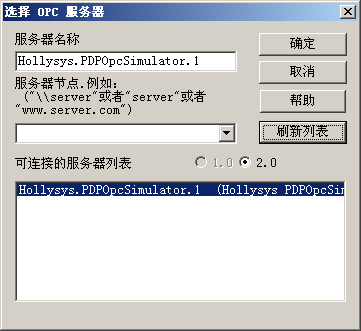 选择 OPC 服务器
服务器名称
Hollysys.PDPOpcSimulator.1
确定
取消
服务器节点.例如:
("\\server"或者"server"或者
"www.server.com")
帮助
刷新列表
可连接的服务器列表
1.0
2.0
Hollysys.PDPOpcSimulator.1 (Hollysys PDPOpcSim